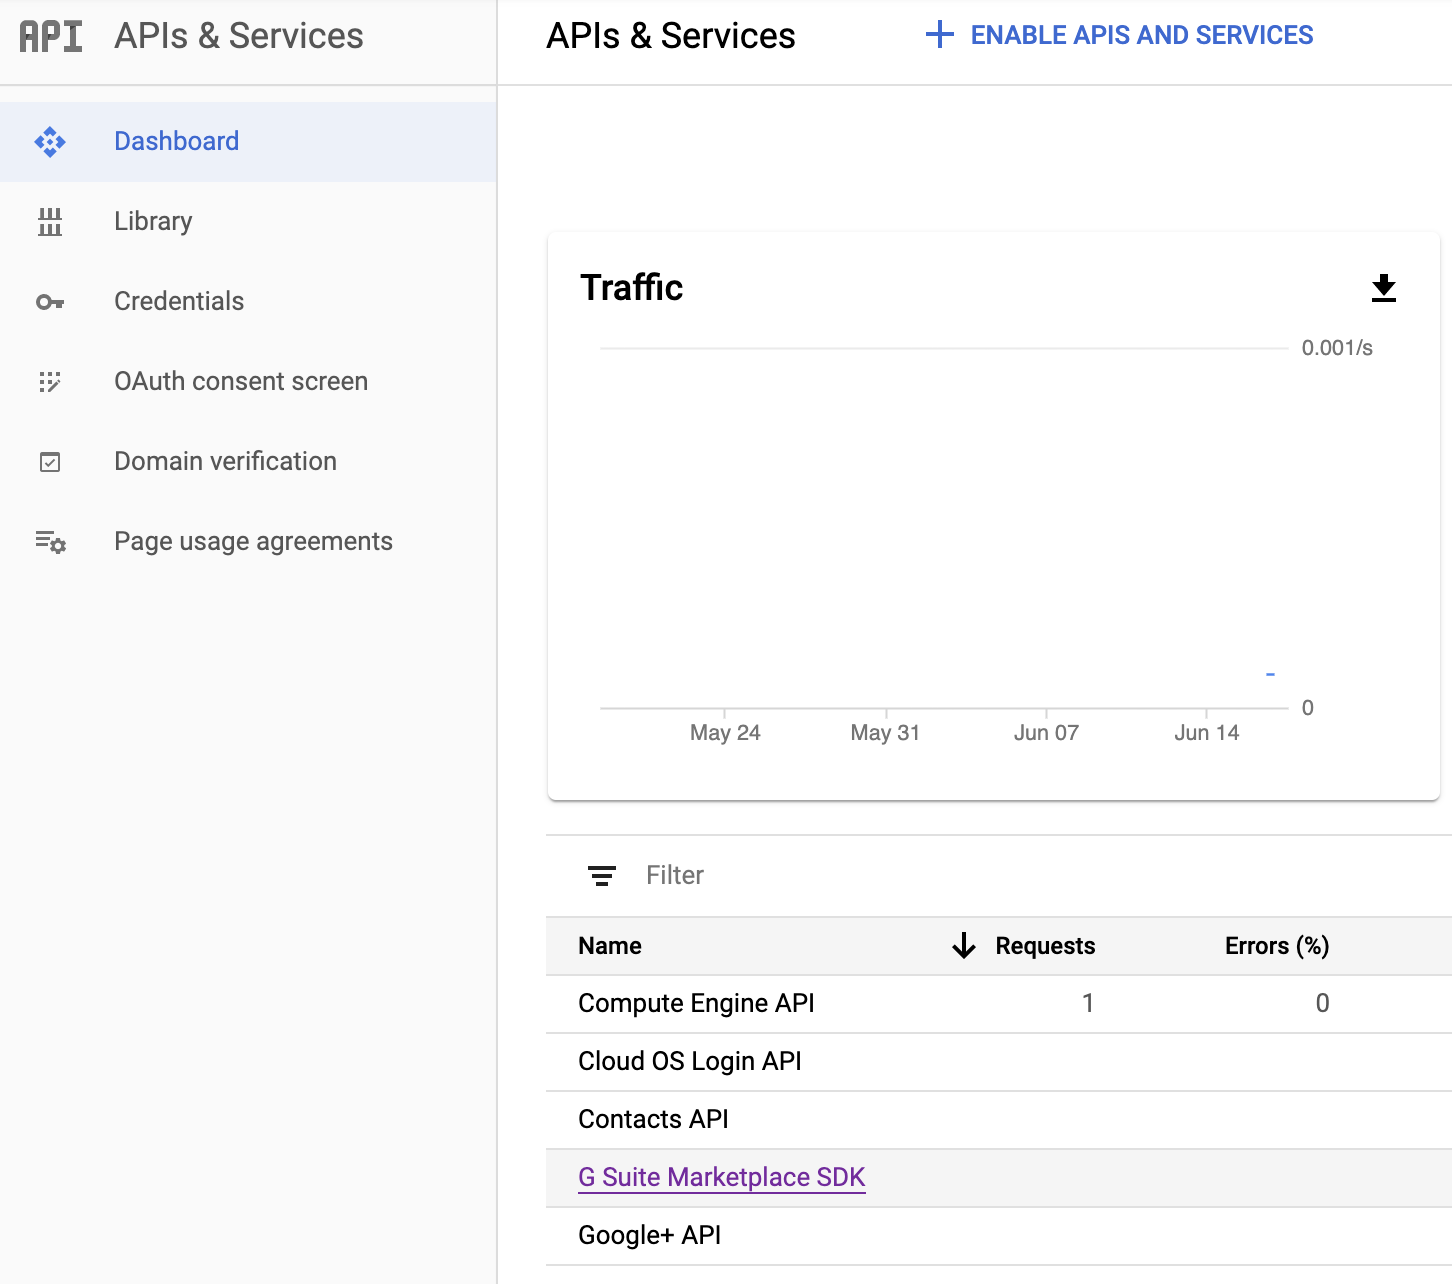 API APIs & Services
APIs & Services
ENABLE APIS AND SERVICES
Dashboard
Library
Credentials
OAuth consent screen
Domain verification
Page usage agreements
Traffic
0.001/s
0
May 24 May 31 Jun 07 Jun 14
Filter
Name Requests Errors (%)
Compute Engine API 1 0
Cloud OS Login API
Contacts API
G Suite Marketplace SDK
Google+ API